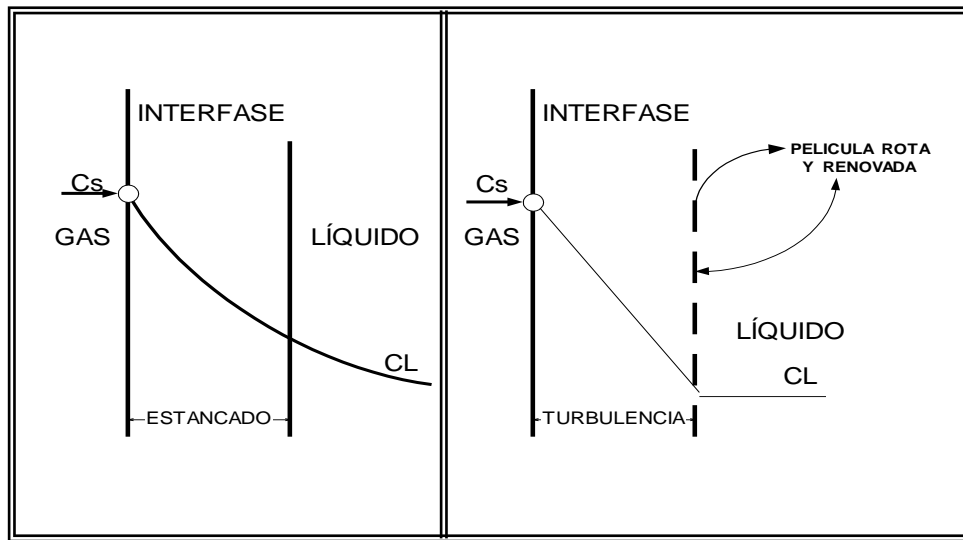 INTERFASE
Cs
GAS
LÍQUIDO
CL
ESTANCADO
INTERFASE
PELICULA ROTA
Y RENOVADA
Cs
GAS
LÍQUIDO
CL
TURBULENCIA